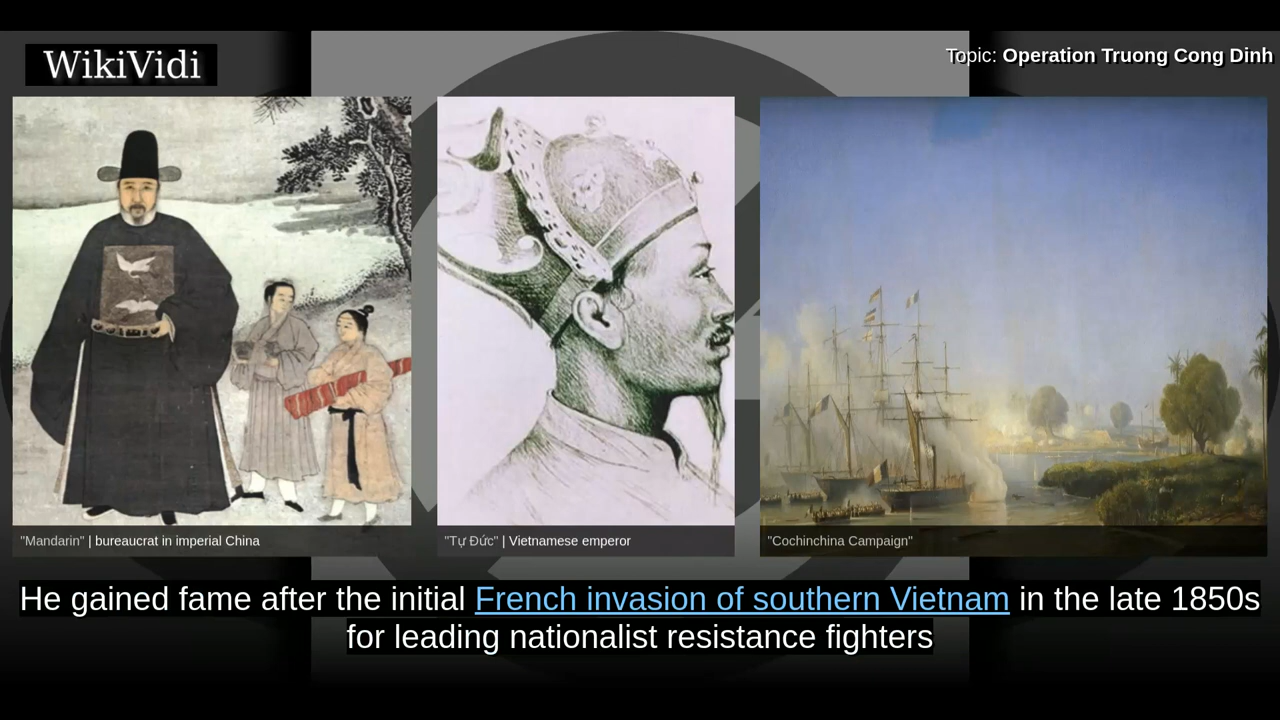 WikiVidi
Topic: Operation Truong Cong Dinh
"Mandarin" | bureaucrat in imperial China
"Tự Đức" | Vietnamese emperor
"Cochinchina Campaign"
He gained fame after the initial French invasion of southern Vietnam in the late 1850s
for leading nationalist resistance fighters